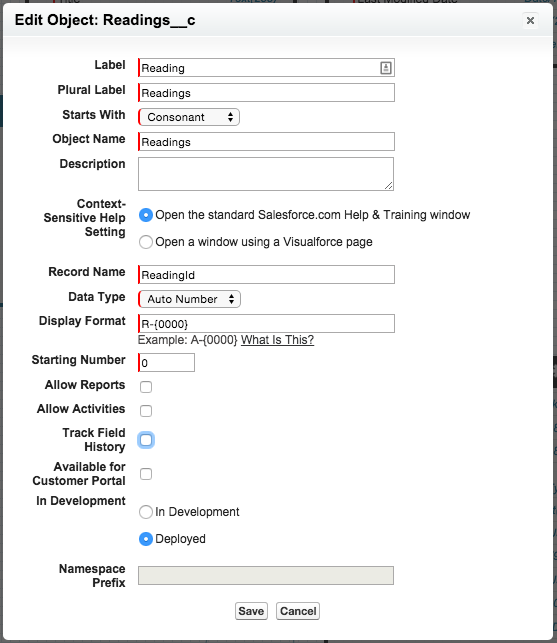 Edit Object: Readings__c
Label Reading
Plural Label Readings
Starts With Consonant
Object Name Readings
Description
Context-
Sensitive Help
Setting
Open the standard Salesforce.com Help & Training window
Open a window using a Visualforce page
Record Name ReadingId
Data Type Auto Number
Display Format R-{0000}
Example: A-{0000} What Is This?
Starting Number 0
Allow Reports
Allow Activities
Track Field
History
Available for
Customer Portal
In Development
In Development
Deployed
Namespace
Prefix
Save Cancel